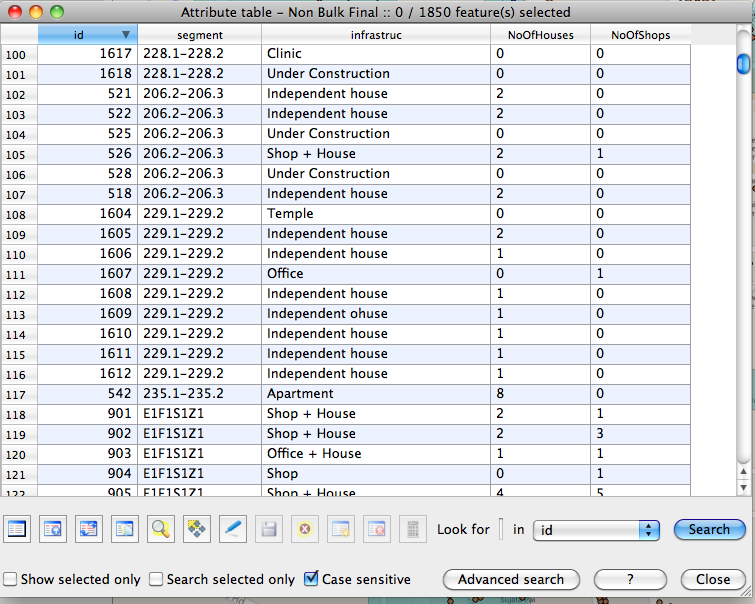 Attribute table - Non Bulk Final :: 0 / 1850 feature(s) selected
id segment infrastruc NoOfHouses NoOfShops
100 1617 228.1-228.2 Clinic 0 0
101 1618 228.1-228.2 Under Construction 0 0
102 521 206.2-206.3 Independent house 2 0
103 522 206.2-206.3 Independent house 2 0
104 525 206.2-206.3 Under Construction 0 0
105 526 206.2-206.3 Shop + House 2 1
106 528 206.2-206.3 Under Construction 0 0
107 518 206.2-206.3 Independent house 2 0
108 1604 229.1-229.2 Temple 0 0
109 1605 229.1-229.2 Independent house 2 0
110 1606 229.1-229.2 Independent house 1 0
111 1607 229.1-229.2 Office 0 1
112 1608 229.1-229.2 Independent house 1 0
113 1609 229.1-229.2 Independent ohuse 1 0
114 1610 229.1-229.2 Independent house 1 0
115 1611 229.1-229.2 Independent house 1 0
116 1612 229.1-229.2 Independent house 1 0
117 542 235.1-235.2 Apartment 8 0
118 901 E1F1S1Z1 Shop + House 2 1
119 902 E1F1S1Z1 Shop + House 2 3
120 903 E1F1S1Z1 Office + House 1 1
121 904 E1F1S1Z1 Shop 0 1
122 905 E1F1S1Z1 Shop + House 4 5
Look for in id Search
Show selected only Search selected only Case sensitive Advanced search ? Close